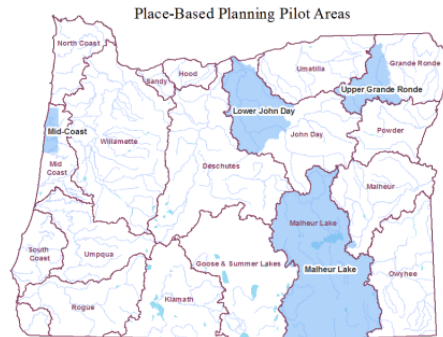 Place-Based Planning Pilot Areas
North Coast
Grande Ronde
Hood
Umatilla
Sandy
Upper Grande Ronde
Lower John Day
Mid-Coast
Willamette
John Day
Powder
Mid
Coast
Deschutes
Malheur
Malheur Lake
South
Coast
Umpqua
Goose & Summer Lakes
Malheur Lake
Owyhee
Rogue
Klamath